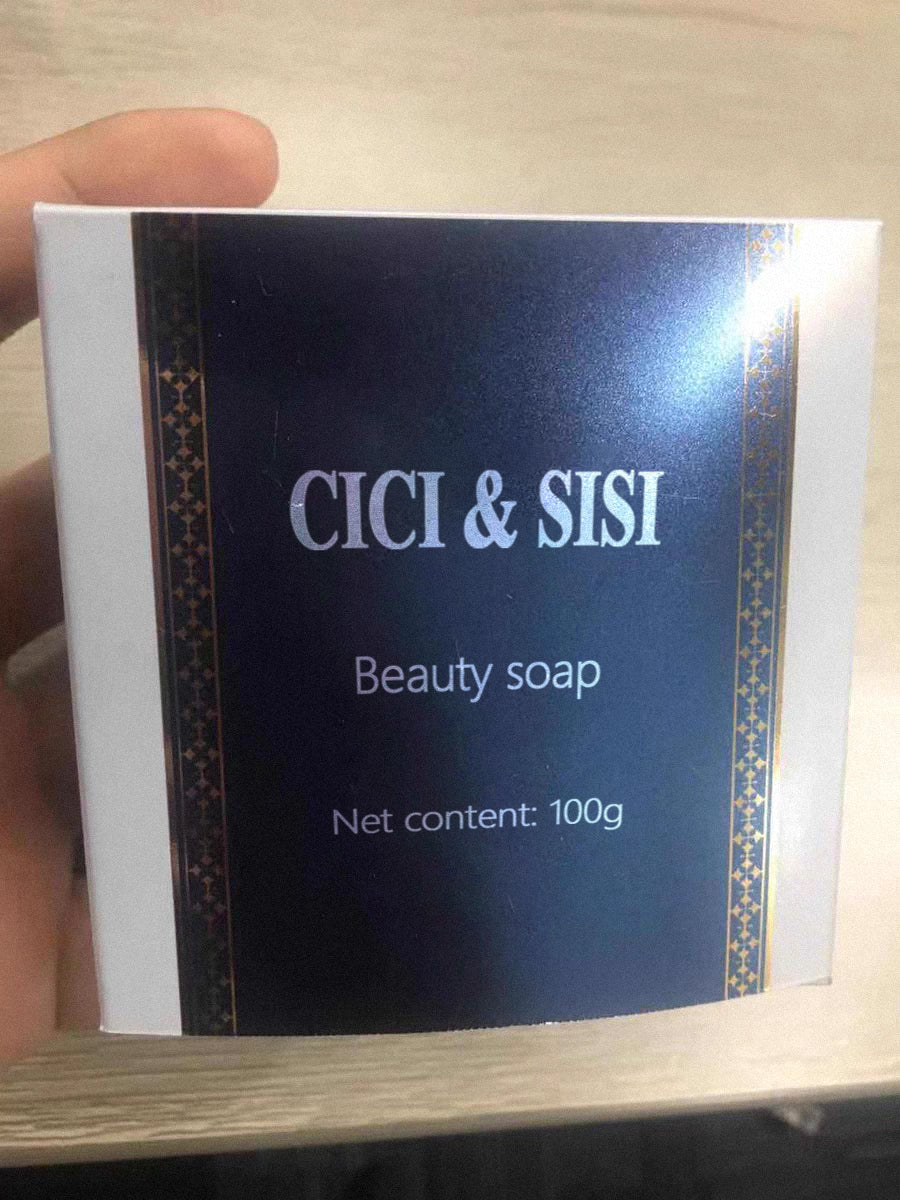 CICI & SISI
Beauty soap
Net content: 100g